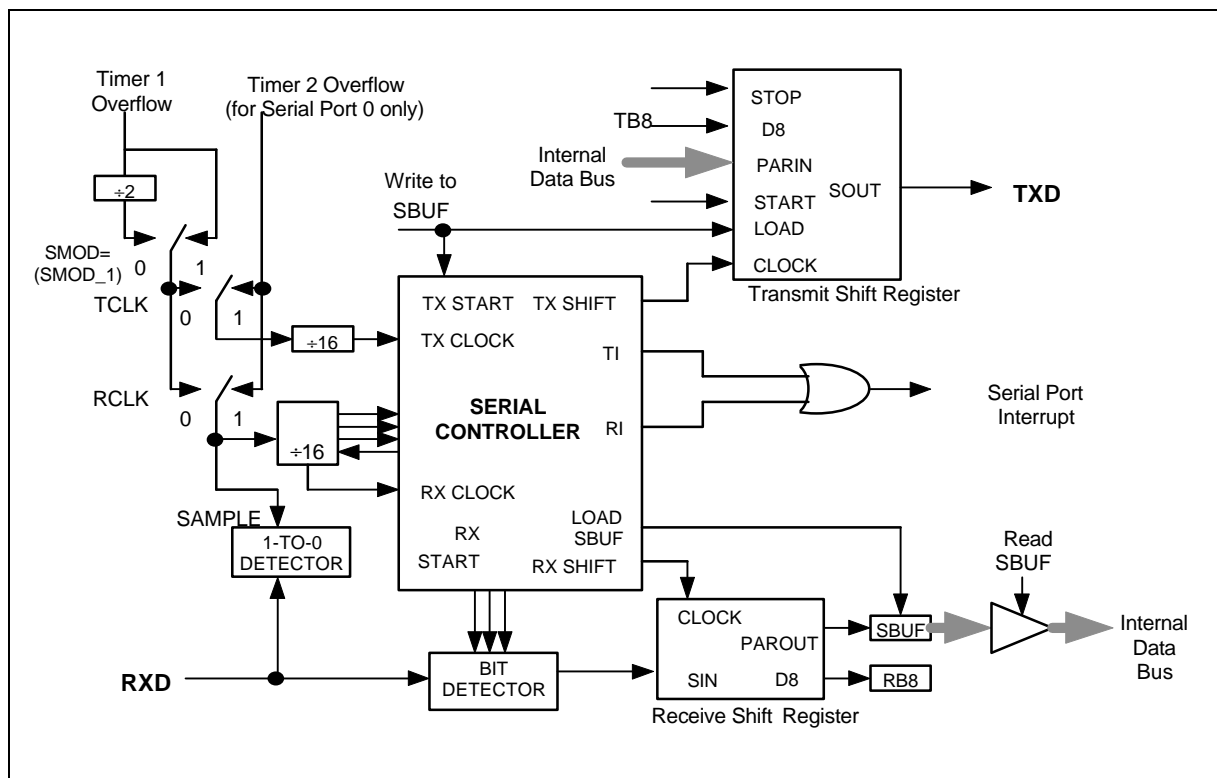 Timer 1
Overflow
Timer 2 Overflow
(for Serial Port 0 only)
÷2
SMOD=
(SMOD_1)
0
1
TCLK
0
1
÷16
RCLK
0
1
÷16
SAMPLE
1-TO-0
DETECTOR
RXD
Write to
SBUF
TX START
TX SHIFT
TX CLOCK
TI
SERIAL
CONTROLLER
RI
RX CLOCK
LOAD
SBUF
RX
START
RX SHIFT
BIT
DETECTOR
TB8
Internal
Data Bus
STOP
D8
PARIN
SOUT
START
LOAD
CLOCK
Transmit Shift Register
TXD
Serial Port
Interrupt
CLOCK
PAROUT
SIN
D8
Receive Shift Register
SBUF
RB8
Read
SBUF
Internal
Data
Bus